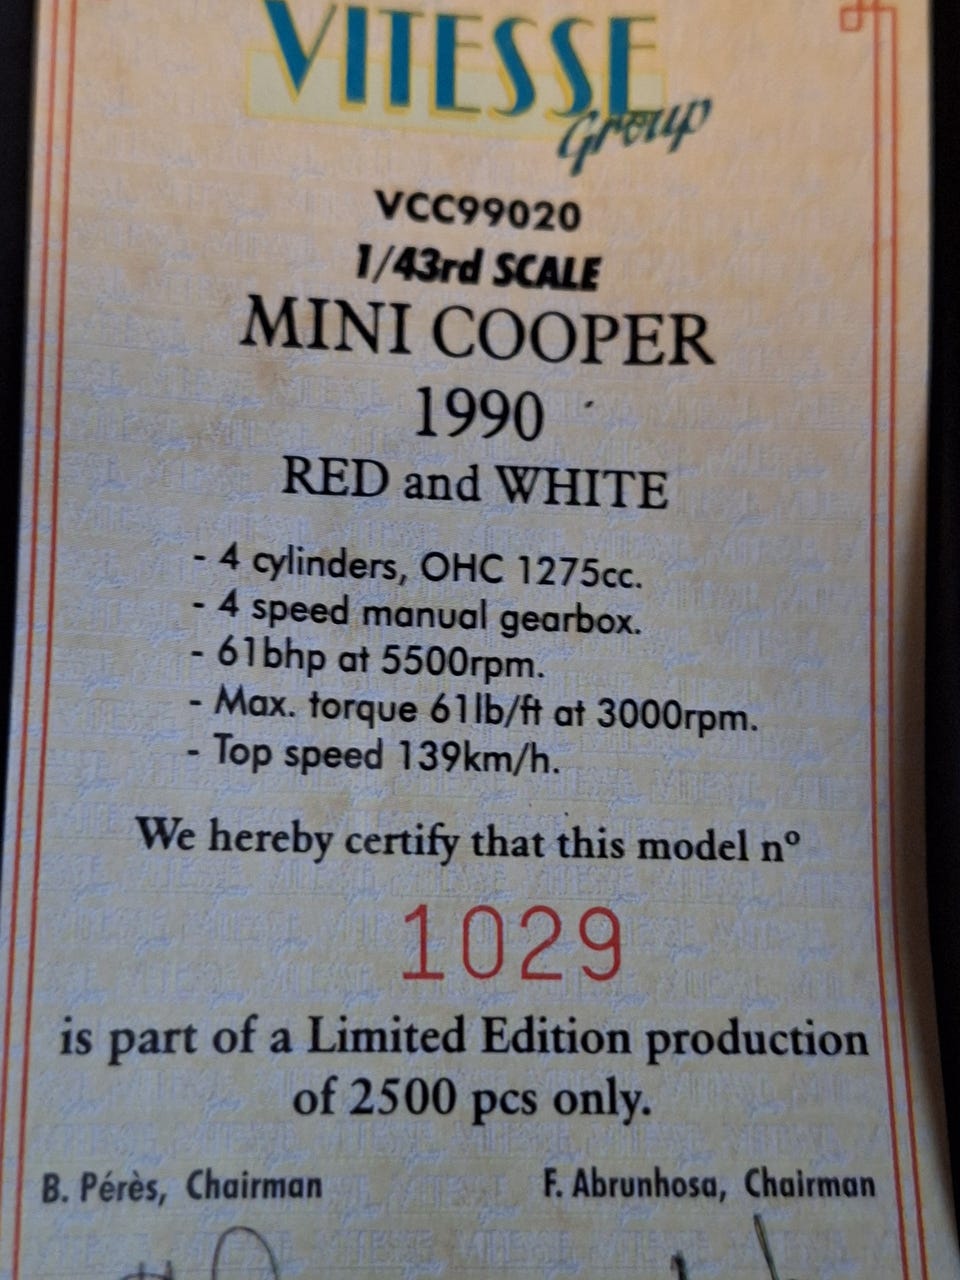 VITESSE
Group
VCC99020
1/43rd SCALE
MINI COOPER
1990
RED and WHITE
- 4 cylinders, OHC 1275cc.
- 4 speed manual gearbox.
- 61bhp at 5500rpm.
- Max. torque 61lb/ft at 3000rpm.
- Top speed 139km/h.
We hereby certify that this model nº
1029
is part of a Limited Edition production
of 2500 pcs only.
B. Pérès, Chairman F. Abrunhosa, Chairman